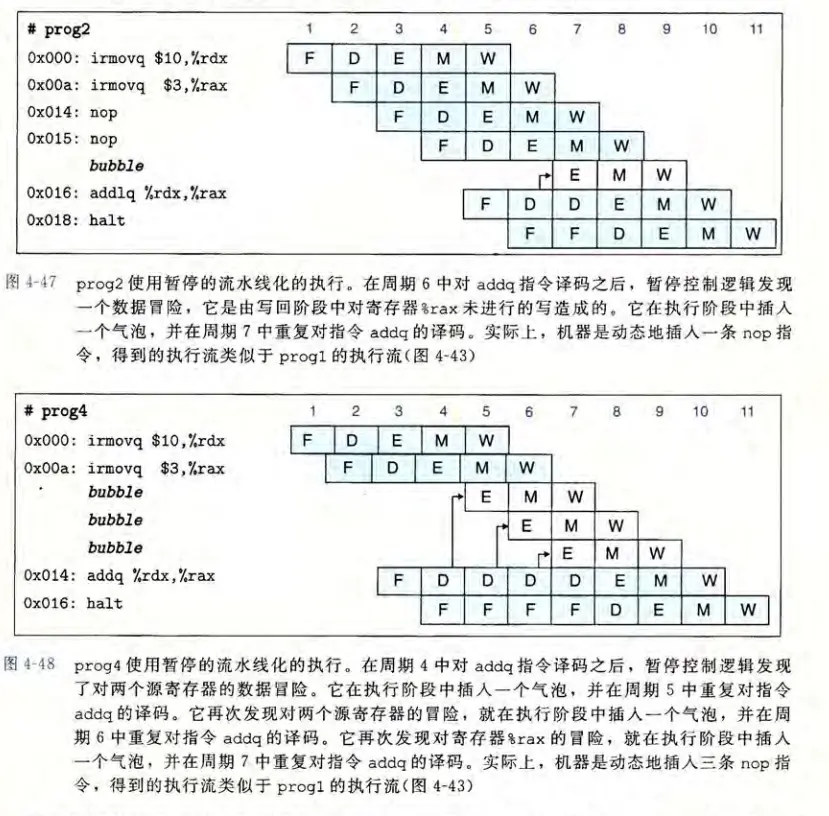 # prog2 1 2 3 4 5 6 7 8 9 10 11
0x000: irmovq $10,%rdx F D E M W
0x00a: irmovq $3,%rax F D E M W
0x014: nop F D E M W
0x015: nop F D E M W
bubble E M W
0x016: addlq %rdx,%rax F D D E M W
0x018: halt F F D E M W
图 4-47 prog2 使用暂停的流水线化的执行。在周期 6 中对 addq 指令译码之后，暂停控制逻辑发现
一个数据冒险，它是由写回阶段中对寄存器%rax 未进行的写造成的。它在执行阶段中插入
一个气泡，并在周期 7 中重复对指令 addq 的译码。实际上，机器是动态地插入一条 nop 指
令，得到的执行流类似于 prog1 的执行流(图 4-43)
# prog4 1 2 3 4 5 6 7 8 9 10 11
0x000: irmovq $10,%rdx F D E M W
0x00a: irmovq $3,%rax F D E M W
bubble E M W
bubble E M W
bubble E M W
0x014: addq %rdx,%rax F D D D D E M W
0x016: halt F F F F D E M W
图 4-48 prog4 使用暂停的流水线化的执行。在周期 4 中对 addq 指令译码之后，暂停控制逻辑发现
了对两个源寄存器的数据冒险。它在执行阶段中插入一个气泡，并在周期 5 中重复对指令
addq 的译码。它再次发现对两个源寄存器的冒险，就在执行阶段中插入一个气泡，并在周
期 6 中重复对指令 addq 的译码。它再次发现对寄存器%rax 的冒险，就在执行阶段中插入
一个气泡，并在周期 7 中重复对指令 addq 的译码。实际上，机器是动态地插入三条 nop 指
令，得到的执行流类似于 prog1 的执行流(图 4-43)